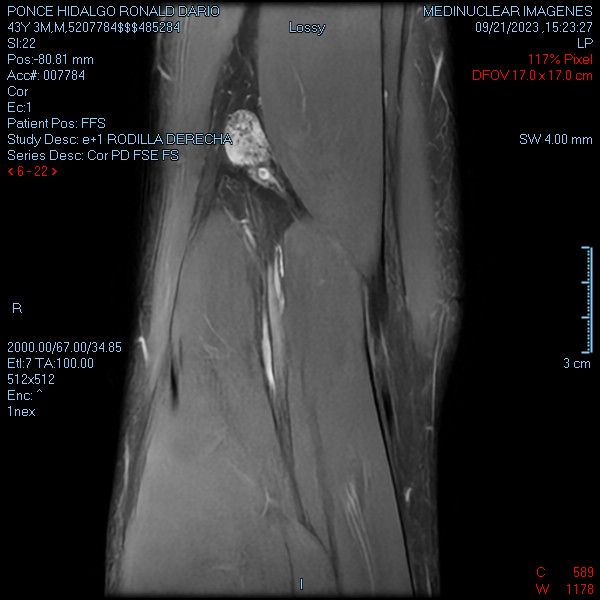 PONCE HIDALGO RONALD DARIO
43Y 3M,M,5207784$$$485284
SI:22
Pos:-80.81 mm
Acc#: 007784
Cor
Ec:1
Patient Pos: FFS
Study Desc: e+1 RODILLA DERECHA
Series Desc: Cor PD FSE FS
< 6 - 22 >
Lossy
MEDINUCLEAR IMAGENES
09/21/2023 ,15:23:27
LP
117% Pixel
DFOV 17.0 x 17.0 cm
SW 4.00 mm
R
2000.00/67.00/34.85
Etl:7 TA:100.00
512x512
Enc: ^
1nex
3 cm
I
C 589
W 1178